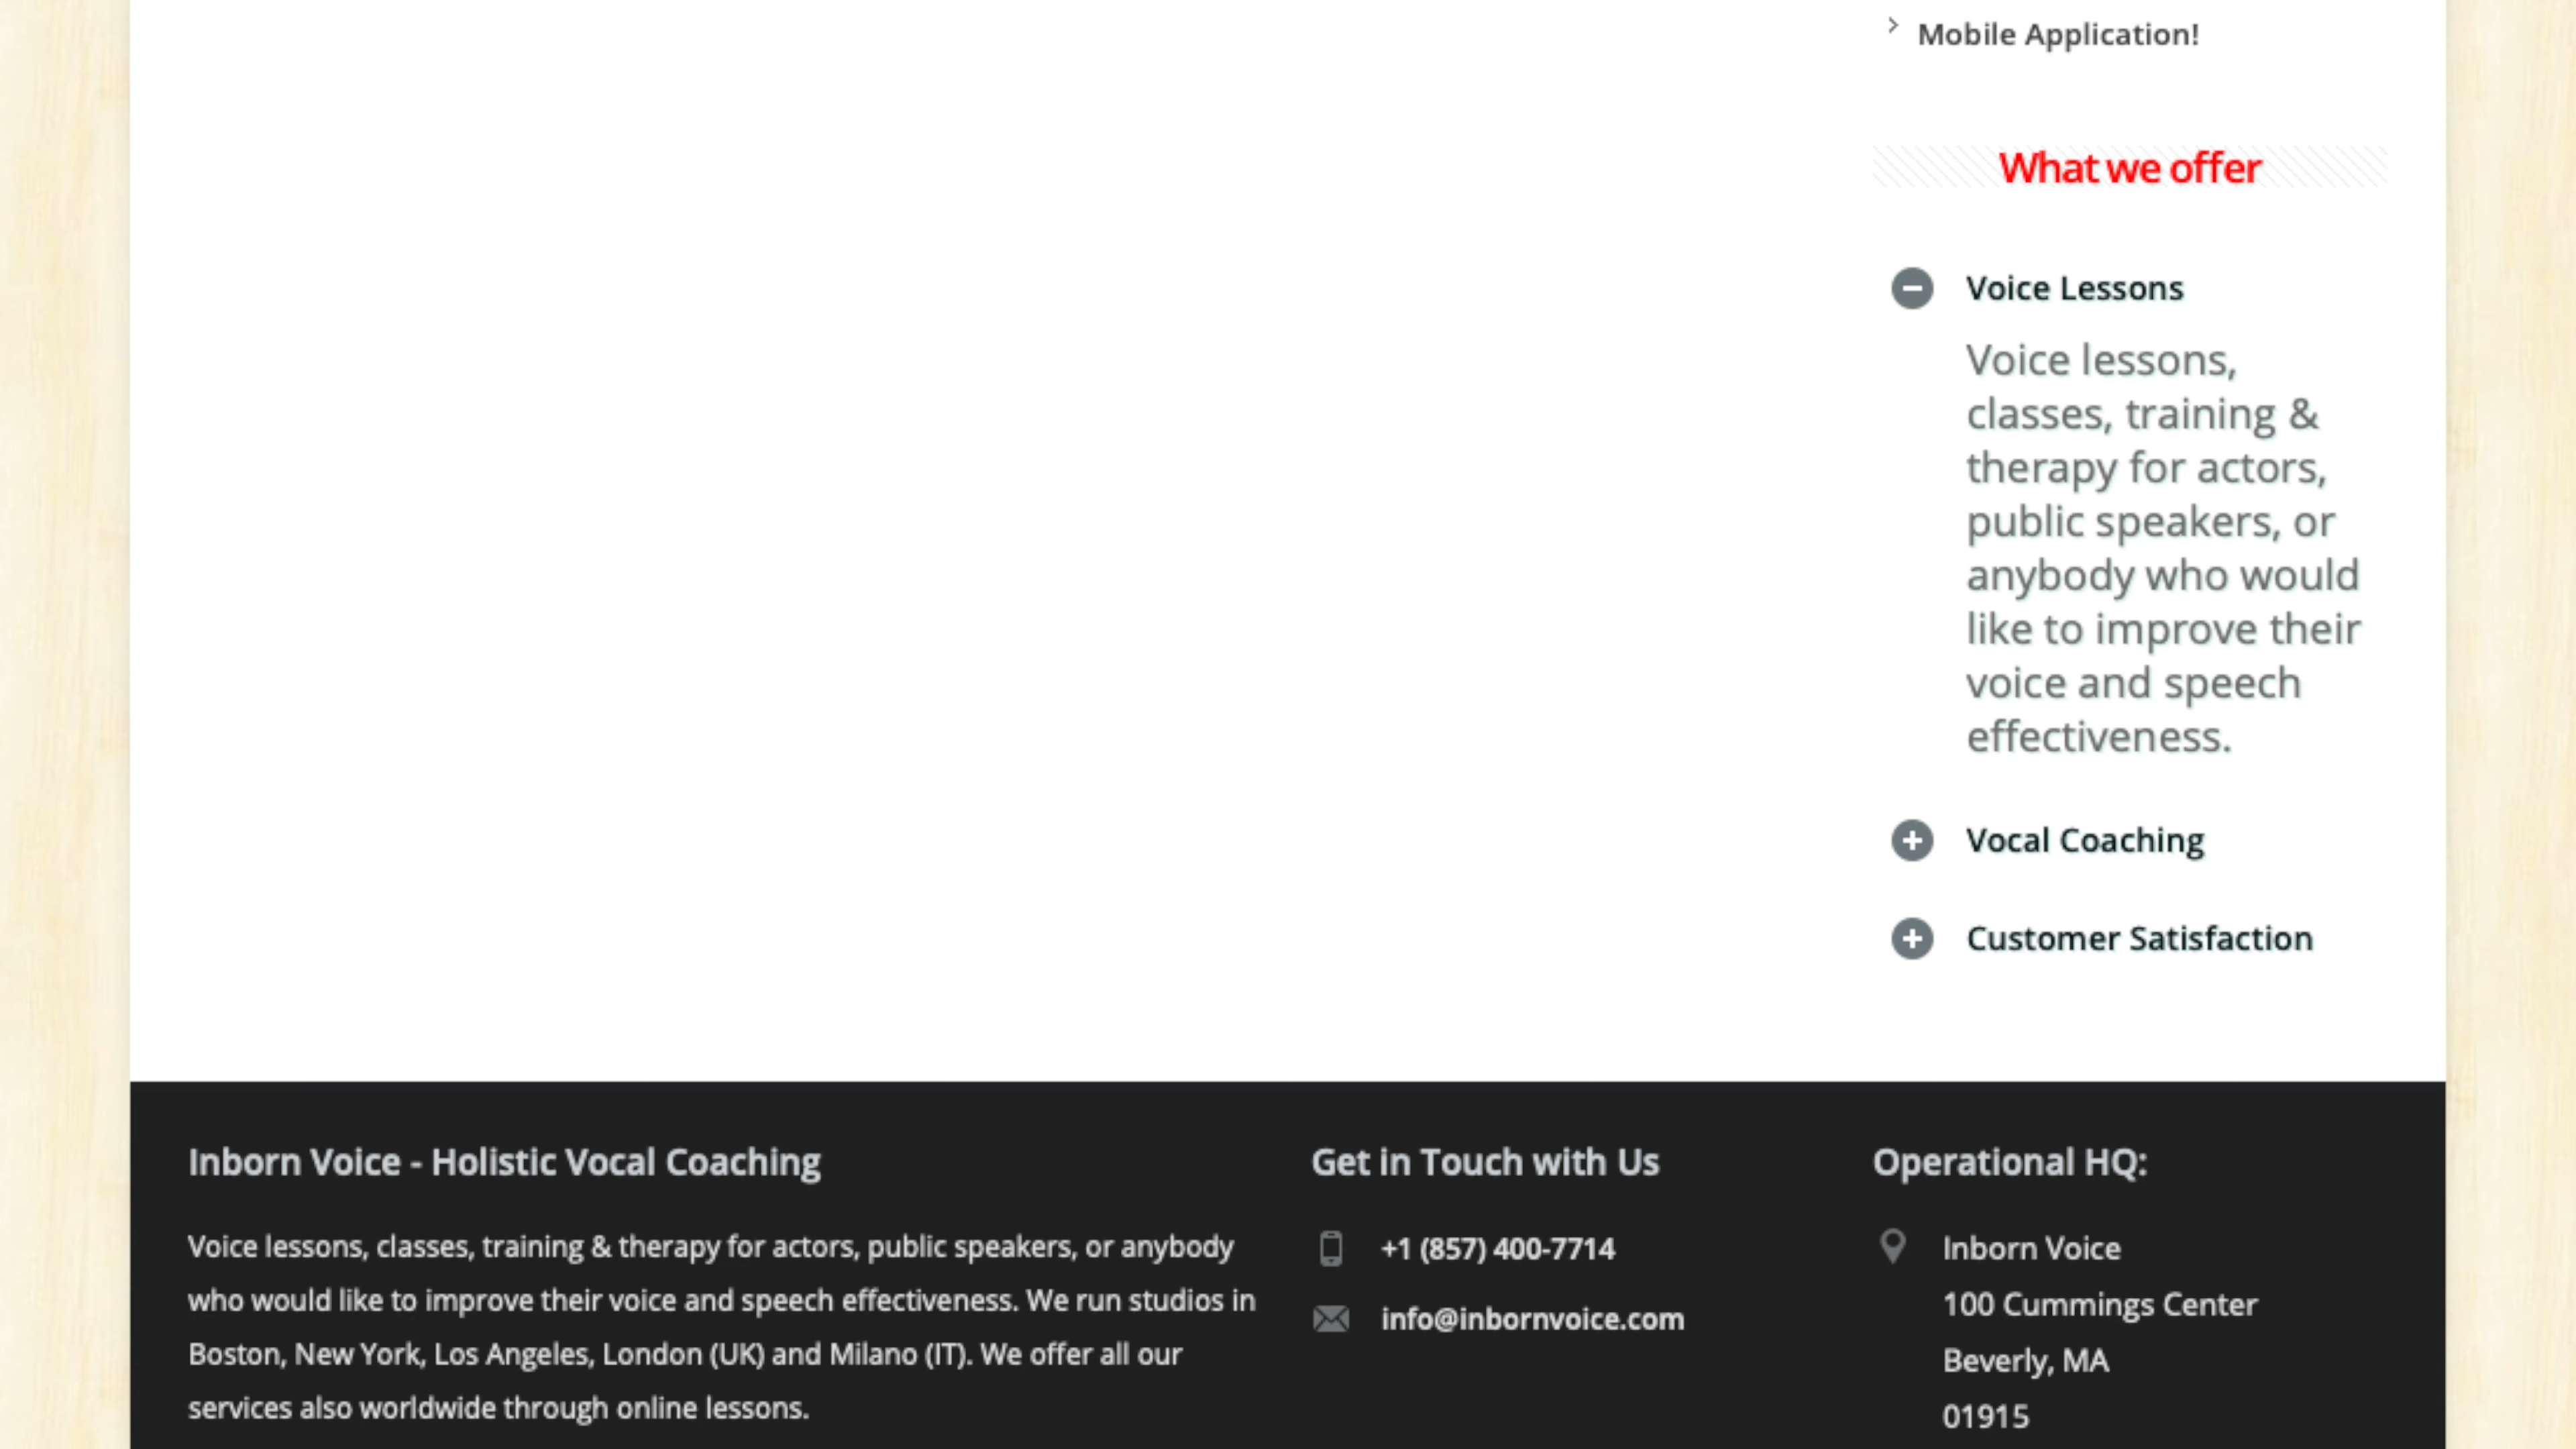 Mobile Application!
What we offer
Voice Lessons
Voice lessons,
classes, training &
therapy for actors,
public speakers, or
anybody who would
like to improve their
voice and speech
effectiveness.
Vocal Coaching
Customer Satisfaction
Inborn Voice - Holistic Vocal Coaching
Voice lessons, classes, training & therapy for actors, public speakers, or anybody
who would like to improve their voice and speech effectiveness. We run studios in
Boston, New York, Los Angeles, London (UK) and Milano (IT). We offer all our
services also worldwide through online lessons.
Get in Touch with Us
+1 (857) 400-7714
info@inbornvoice.com
Operational HQ:
Inborn Voice
100 Cummings Center
Beverly, MA
01915